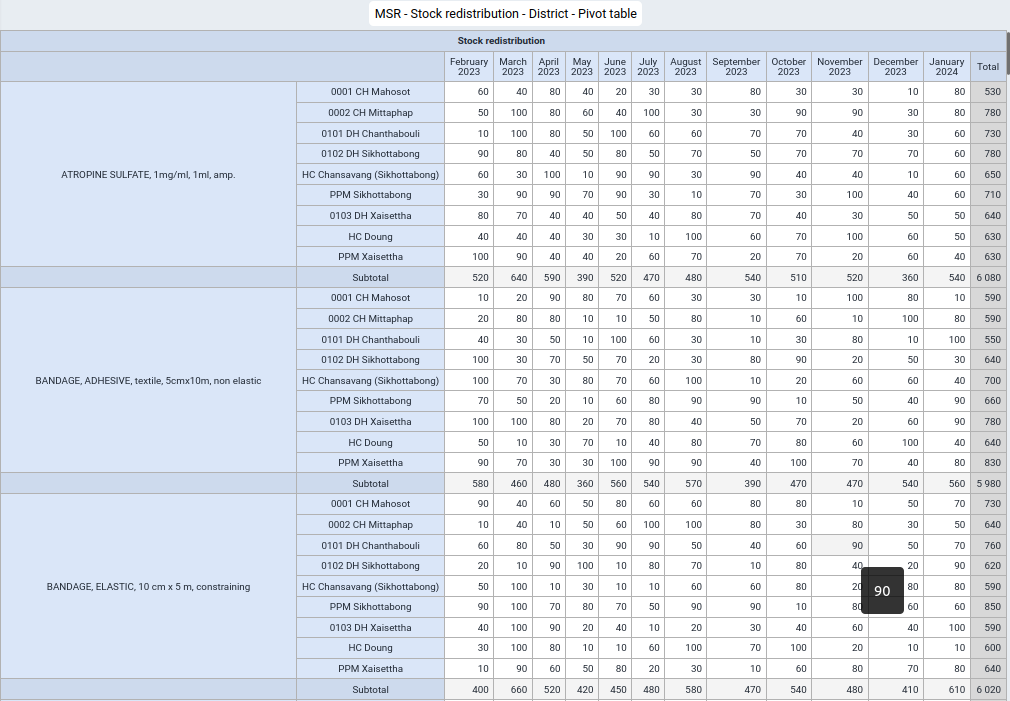 MSR - Stock redistribution - District - Pivot table
Stock redistribution
February 2023 March 2023 April 2023 May 2023 June 2023 July 2023 August 2023 September 2023 October 2023 November 2023 December 2023 January 2024 Total
ATROPINE SULFATE, 1mg/ml, 1ml, amp.
0001 CH Mahosot 60 40 80 40 20 30 30 80 30 30 10 80 530
0002 CH Mittaphap 50 100 80 60 40 100 30 30 90 90 30 80 780
0101 DH Chanthabouli 10 100 80 50 100 60 60 70 70 40 30 60 730
0102 DH Sikhottabong 90 80 40 50 80 50 70 50 70 70 70 60 780
HC Chansavang (Sikhottabong) 60 30 100 10 90 90 30 90 40 40 10 60 650
PPM Sikhottabong 30 90 90 70 90 30 10 70 30 100 40 60 710
0103 DH Xaisettha 80 70 40 40 50 40 80 70 40 30 50 50 640
HC Doung 40 40 40 30 30 10 100 60 70 100 60 50 630
PPM Xaisettha 100 90 40 40 20 60 70 20 70 20 60 40 630
Subtotal 520 640 590 390 520 470 480 540 510 520 360 540 6 080
BANDAGE, ADHESIVE, textile, 5cmx10m, non elastic
0001 CH Mahosot 10 20 90 80 70 60 30 30 10 100 80 10 590
0002 CH Mittaphap 20 80 80 10 10 50 80 10 60 10 100 80 590
0101 DH Chanthabouli 40 30 50 10 100 60 30 10 30 80 10 100 550
0102 DH Sikhottabong 100 30 70 50 70 20 30 80 90 20 50 30 640
HC Chansavang (Sikhottabong) 100 70 30 80 70 60 100 10 20 60 60 40 700
PPM Sikhottabong 70 50 20 10 60 80 90 90 10 50 40 90 660
0103 DH Xaisettha 100 100 80 20 70 80 40 50 70 20 60 90 780
HC Doung 50 10 30 70 10 40 80 70 80 60 100 40 640
PPM Xaisettha 90 70 30 30 100 90 90 40 100 70 40 80 830
Subtotal 580 460 480 360 560 540 570 390 470 470 540 560 5 980
BANDAGE, ELASTIC, 10 cm x 5 m, constraining
0001 CH Mahosot 90 40 60 50 80 60 60 80 80 10 50 70 730
0002 CH Mittaphap 10 40 10 50 60 100 100 80 30 80 30 50 640
0101 DH Chanthabouli 60 80 50 30 90 90 50 40 60 90 50 70 760
0102 DH Sikhottabong 20 10 90 100 10 80 70 10 80 40 20 90 620
HC Chansavang (Sikhottabong) 50 100 10 30 10 10 60 60 80 20 80 80 590
PPM Sikhottabong 90 100 70 80 70 50 90 90 10 80 60 60 850
0103 DH Xaisettha 40 100 90 20 40 10 20 30 40 60 40 100 590
HC Doung 30 100 80 10 10 60 100 70 100 20 10 10 600
PPM Xaisettha 10 90 60 50 80 20 30 10 60 80 70 80 640
Subtotal 400 660 520 420 450 480 580 470 540 480 410 610 6 020
90